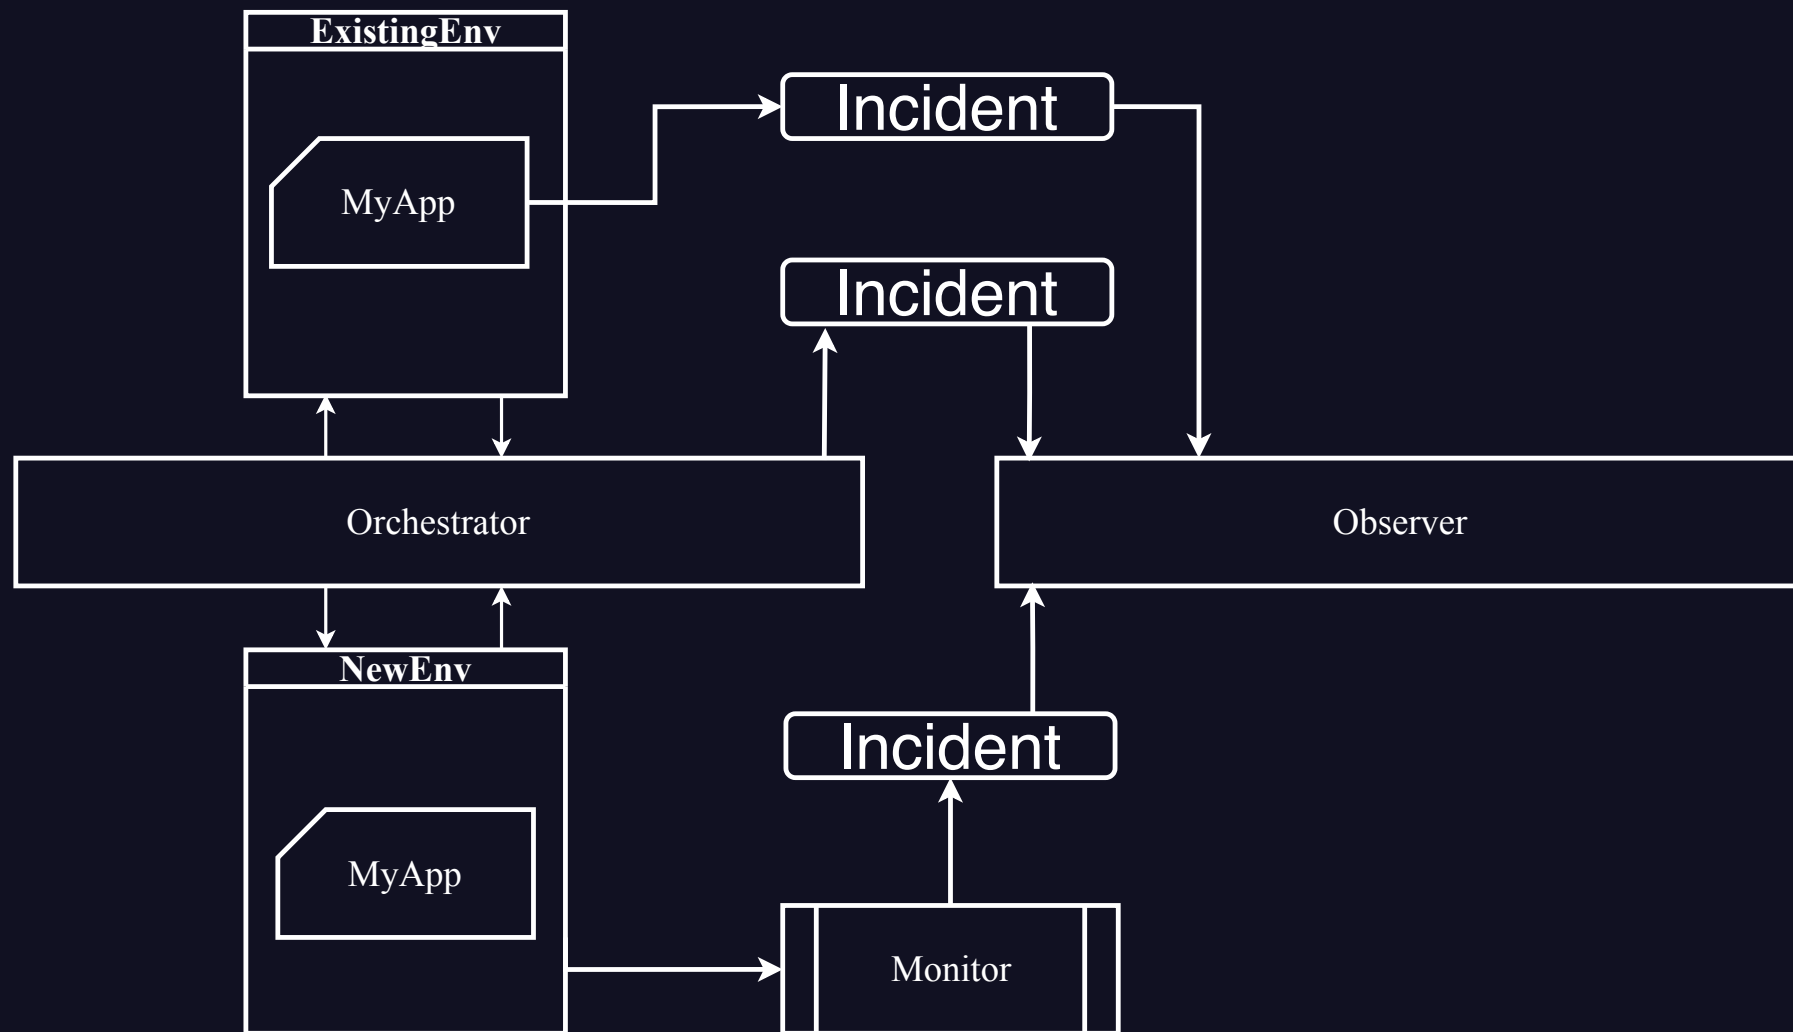 ExistingEnv
Incident
MyApp
Incident
Orchestrator
Observer
NewEnv
Incident
MyApp
Monitor